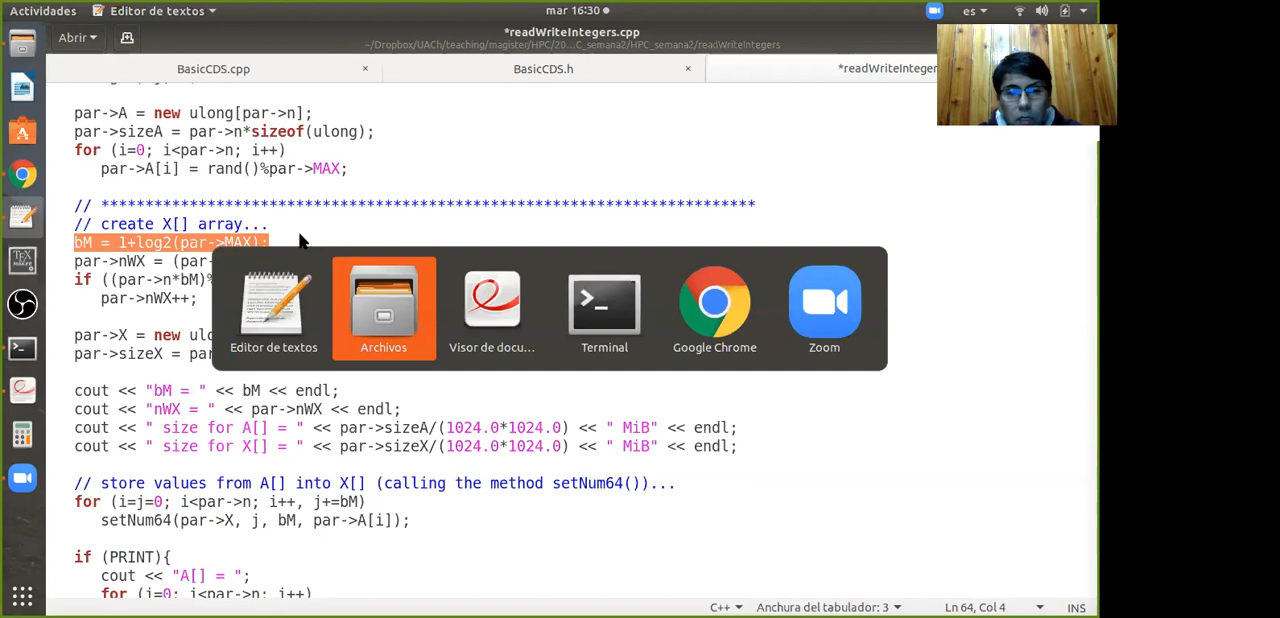 Actividades
Editor de textos
mar 16:30
es
Abrir
*readWriteIntegers.cpp
~/Dropbox/UACh/teaching/magister/HPC/20…C_semana2/HPC_semana2/readWriteIntegers
BasicCDS.cpp ×
BasicCDS.h ×
*readWriteInteger
par->A = new ulong[par->n];
par->sizeA = par->n*sizeof(ulong);
for (i=0; i<par->n; i++)
par->A[i] = rand()%par->MAX;
// *************************************************************************
// create X[] array...
bM = 1+log2(par->MAX);
par->nWX = (par-
if ((par->n*bM)%
par->nWX++;
par->X = new ulo
par->sizeX = par
Editor de textos
Archivos
Visor de docu…
Terminal
Google Chrome
Zoom
cout << "bM = " << bM << endl;
cout << "nWX = " << par->nWX << endl;
cout << " size for A[] = " << par->sizeA/(1024.0*1024.0) << " MiB" << endl;
cout << " size for X[] = " << par->sizeX/(1024.0*1024.0) << " MiB" << endl;
// store values from A[] into X[] (calling the method setNum64())...
for (i=j=0; i<par->n; i++, j+=bM)
setNum64(par->X, j, bM, par->A[i]);
if (PRINT){
cout << "A[] = ";
for (i=0; i<par->n; i++)
C++
Anchura del tabulador: 3
Ln 64, Col 4
INS